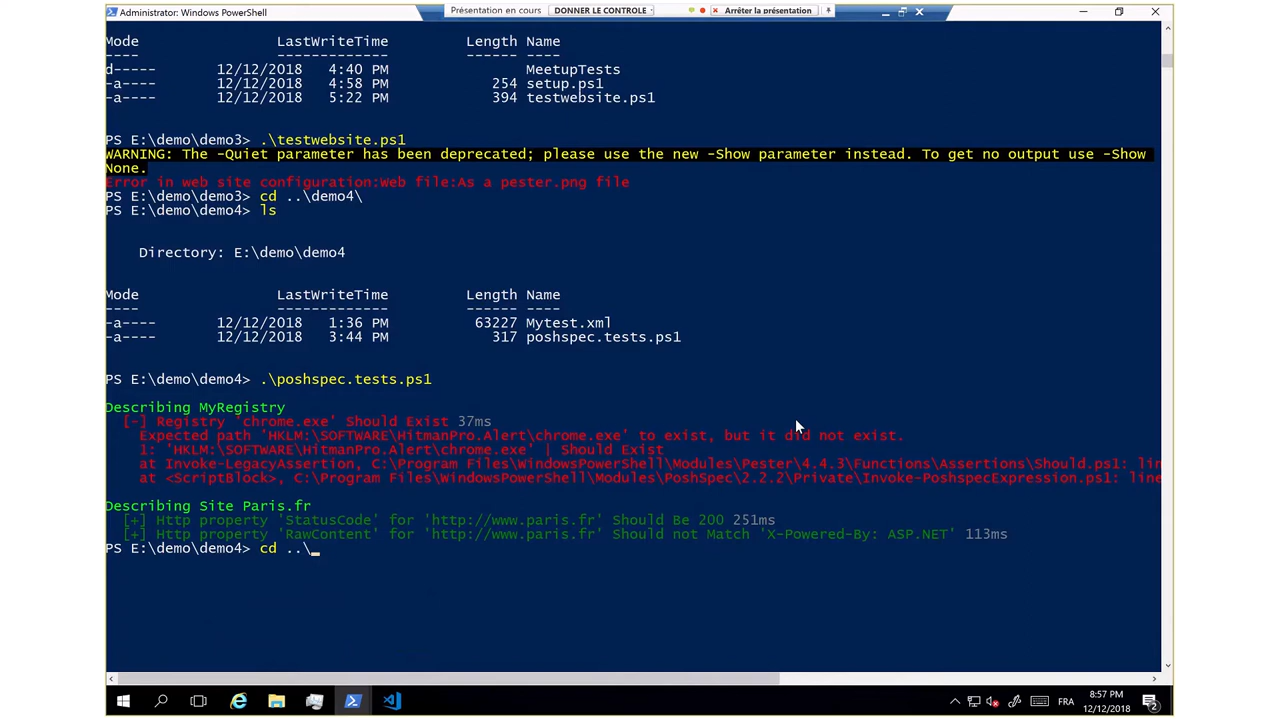 Administrator: Windows PowerShell
Présentation en cours
DONNER LE CONTROLE
Arrêter la présentation
Mode LastWriteTime Length Name
---- ------------- ------ ----
d----- 12/12/2018 4:40 PM MeetupTests
-a---- 12/12/2018 4:58 PM 254 setup.ps1
-a---- 12/12/2018 5:22 PM 394 testwebsite.ps1
PS E:\demo\demo3> .\testwebsite.ps1
WARNING: The -Quiet parameter has been deprecated; please use the new -Show parameter instead. To get no output use -Show
None.
Error in web site configuration:Web file:As a pester.png file
PS E:\demo\demo3> cd ..\demo4\
PS E:\demo\demo4> ls
Directory: E:\demo\demo4
Mode LastWriteTime Length Name
---- ------------- ------ ----
-a---- 12/12/2018 1:36 PM 63227 Mytest.xml
-a---- 12/12/2018 3:44 PM 317 poshspec.tests.ps1
PS E:\demo\demo4> .\poshspec.tests.ps1
Describing MyRegistry
[-] Registry 'chrome.exe' Should Exist 37ms
Expected path 'HKLM:\SOFTWARE\HitmanPro.Alert\chrome.exe' to exist, but it did not exist.
1: 'HKLM:\SOFTWARE\HitmanPro.Alert\chrome.exe' | Should Exist
at Invoke-LegacyAssertion, C:\Program Files\WindowsPowerShell\Modules\Pester\4.4.3\Functions\Assertions\Should.ps1: lin
at <ScriptBlock>, C:\Program Files\WindowsPowerShell\Modules\PoshSpec\2.2.2\Private\Invoke-PoshspecExpression.ps1: line
Describing Site Paris.fr
[+] Http property 'StatusCode' for 'http://www.paris.fr' Should Be 200 251ms
[+] Http property 'RawContent' for 'http://www.paris.fr' Should not Match 'X-Powered-By: ASP.NET' 113ms
PS E:\demo\demo4> cd ..\_
FRA
8:57 PM
12/12/2018
2